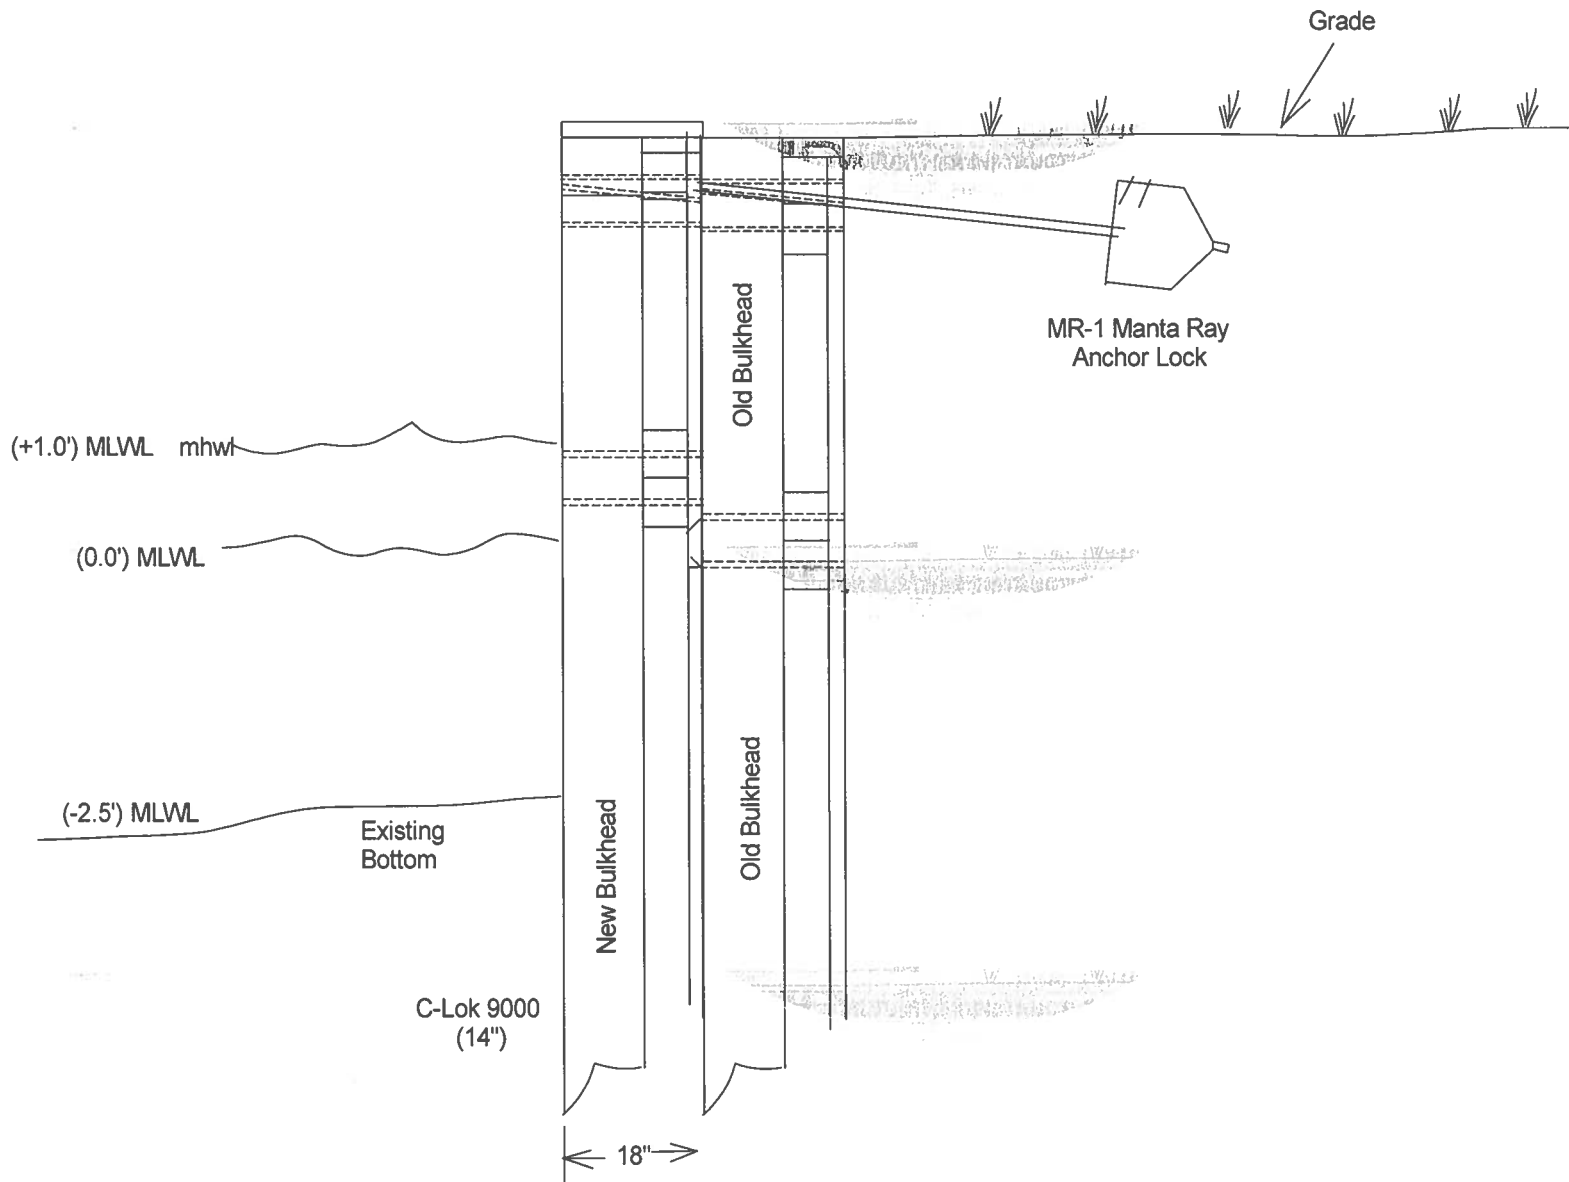 Grade
MR-1 Manta Ray
Anchor Lock
Old Bulkhead
(+1.0') MLWL mhwl
(0.0') MLWL
(-2.5') MLWL
Existing
Bottom
New Bulkhead
Old Bulkhead
C-Lok 9000
(14")
18"